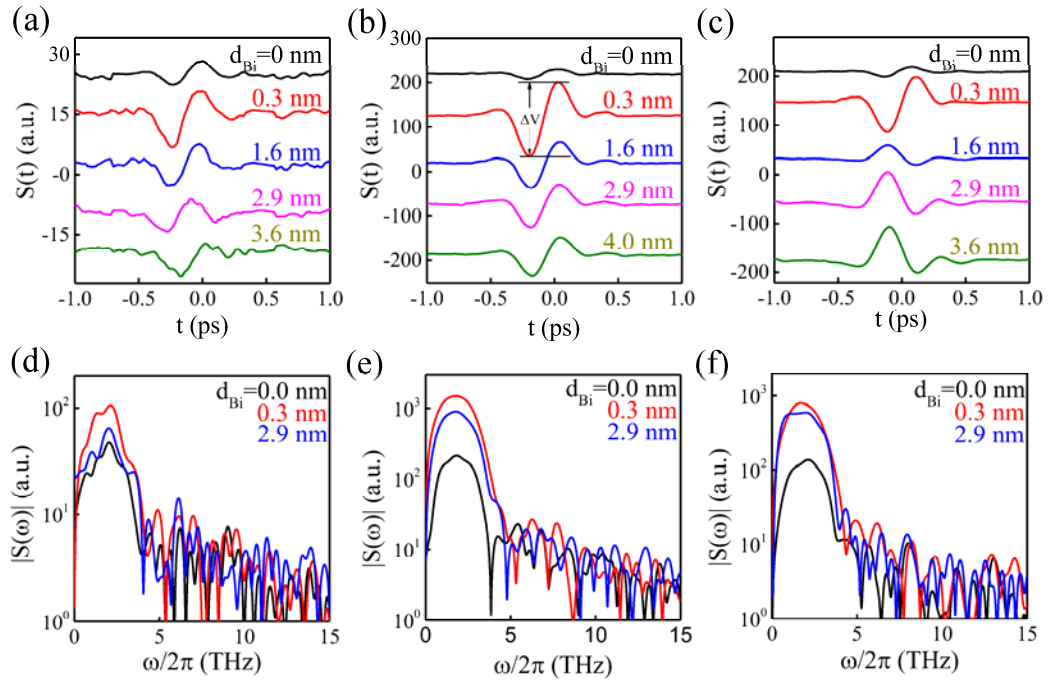 (a)
S(t) (a.u.)
30
15
-0
-15
d_Bi=0 nm
0.3 nm
1.6 nm
2.9 nm
3.6 nm
-1.0 -0.5 0.0 0.5 1.0
t (ps)
(b)
S(t) (a.u.)
300
200
100
0
-100
-200
d_Bi=0 nm
ΔV
0.3 nm
1.6 nm
2.9 nm
4.0 nm
-1.0 -0.5 0.0 0.5 1.0
t (ps)
(c)
S(t) (a.u.)
200
100
0
-100
-200
d_Bi=0 nm
0.3 nm
1.6 nm
2.9 nm
3.6 nm
-1.0 -0.5 0.0 0.5 1.0
t (ps)
(d)
|S(ω)| (a.u.)
10²
10¹
10⁰
d_Bi=0.0 nm
0.3 nm
2.9 nm
0 5 10 15
ω/2π (THz)
(e)
|S(ω)| (a.u.)
10³
10²
10¹
10⁰
d_Bi=0.0 nm
0.3 nm
2.9 nm
0 5 10 15
ω/2π (THz)
(f)
|S(ω)| (a.u.)
10³
10²
10¹
10⁰
d_Bi=0.0 nm
0.3 nm
2.9 nm
0 5 10 15
ω/2π (THz)